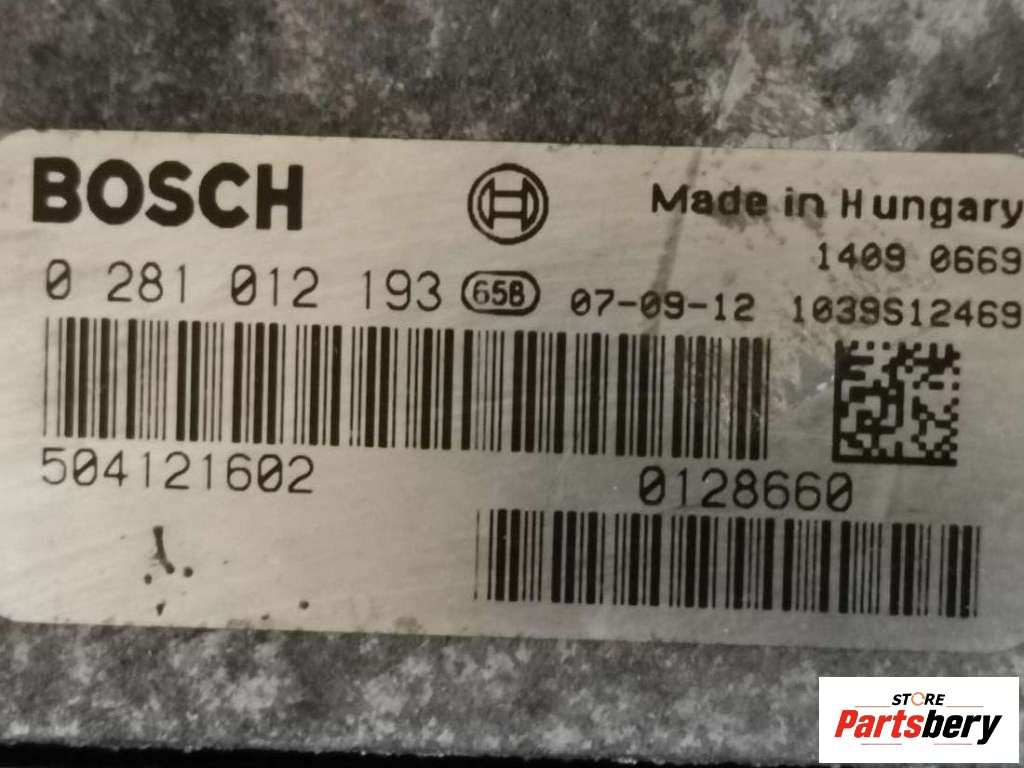 BOSCH
Made in Hungary
1409 0669
0 281 012 193 65B 07-09-12 1039S12469
504121602
0128660
STORE
Partsbery